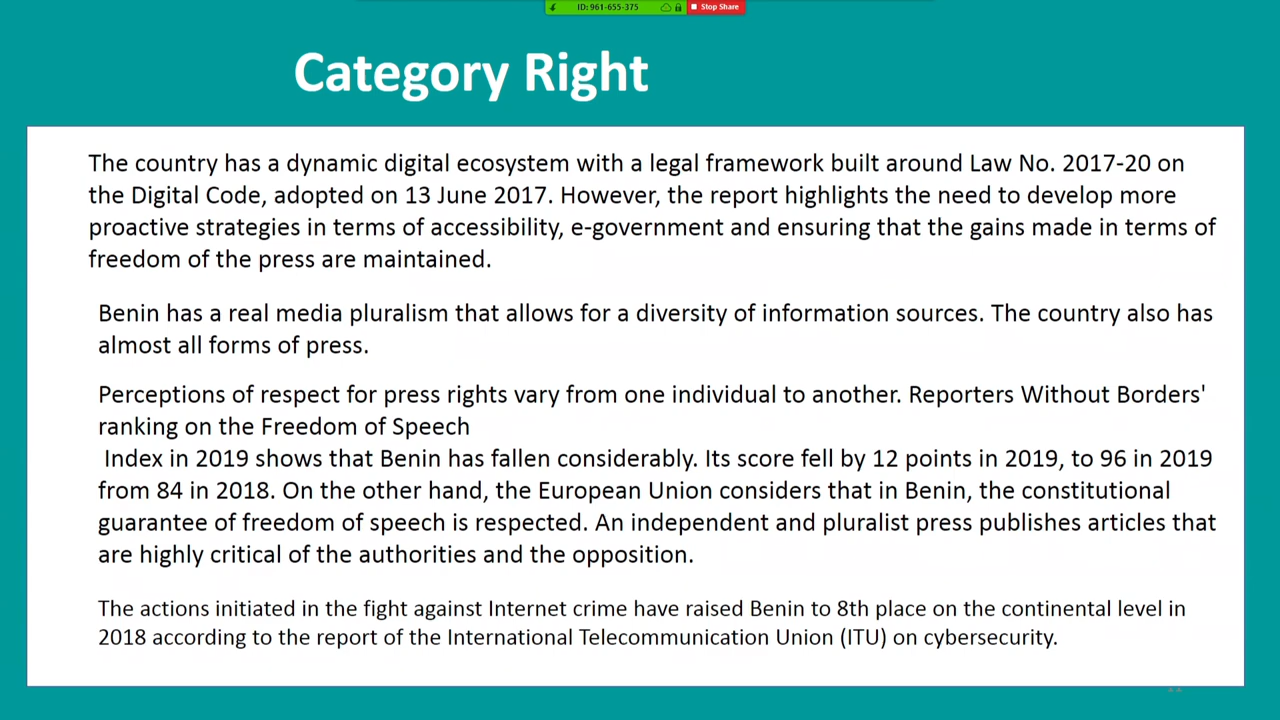 ID: 961-655-375
Stop Share
Category Right
The country has a dynamic digital ecosystem with a legal framework built around Law No. 2017-20 on
the Digital Code, adopted on 13 June 2017. However, the report highlights the need to develop more
proactive strategies in terms of accessibility, e-government and ensuring that the gains made in terms of
freedom of the press are maintained.
Benin has a real media pluralism that allows for a diversity of information sources. The country also has
almost all forms of press.
Perceptions of respect for press rights vary from one individual to another. Reporters Without Borders'
ranking on the Freedom of Speech
Index in 2019 shows that Benin has fallen considerably. Its score fell by 12 points in 2019, to 96 in 2019
from 84 in 2018. On the other hand, the European Union considers that in Benin, the constitutional
guarantee of freedom of speech is respected. An independent and pluralist press publishes articles that
are highly critical of the authorities and the opposition.
The actions initiated in the fight against Internet crime have raised Benin to 8th place on the continental level in
2018 according to the report of the International Telecommunication Union (ITU) on cybersecurity.